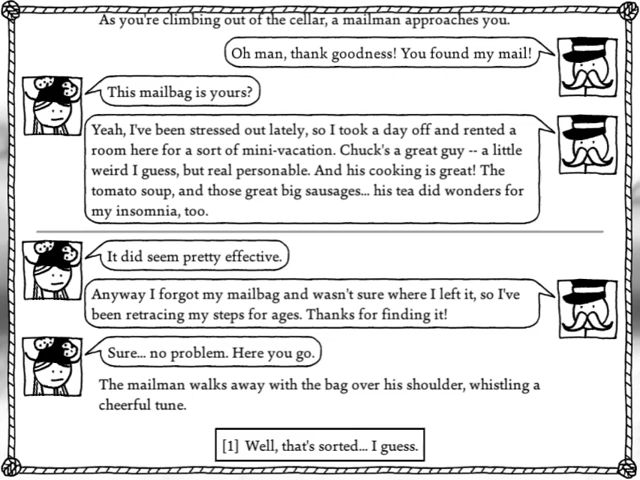 As you're climbing out of the cellar, a mailman approaches you.
Oh man, thank goodness! You found my mail!
This mailbag is yours?
Yeah, I've been stressed out lately, so I took a day off and rented a
room here for a sort of mini-vacation. Chuck's a great guy -- a little
weird I guess, but real personable. And his cooking is great! The
tomato soup, and those great big sausages... his tea did wonders for
my insomnia, too.
It did seem pretty effective.
Anyway I forgot my mailbag and wasn't sure where I left it, so I've
been retracing my steps for ages. Thanks for finding it!
Sure... no problem. Here you go.
The mailman walks away with the bag over his shoulder, whistling a
cheerful tune.
[1] Well, that's sorted... I guess.